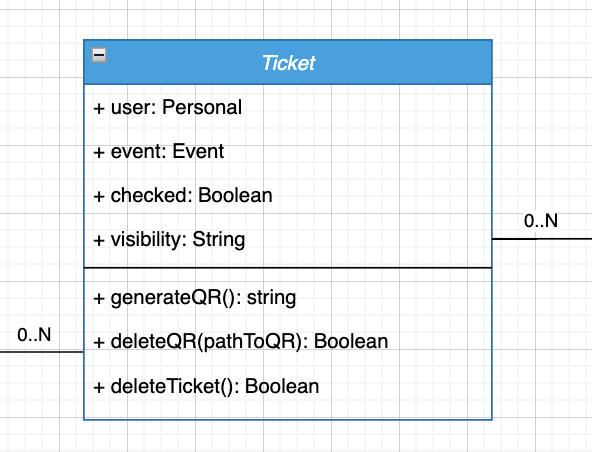 Ticket
+ user: Personal
+ event: Event
+ checked: Boolean
0..N
+ visibility: String
+ generateQR(): string
0..N
+ deleteQR(pathToQR): Boolean
+ deleteTicket(): Boolean